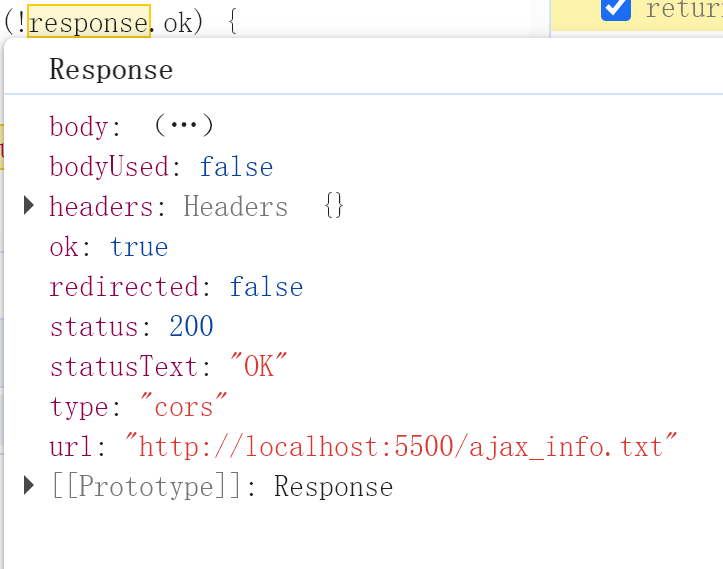 (!response.ok) {
return
Response
body: (...)
bodyUsed: false
headers: Headers {}
ok: true
redirected: false
status: 200
statusText: "OK"
type: "cors"
url: "http://localhost:5500/ajax_info.txt"
[[Prototype]]: Response